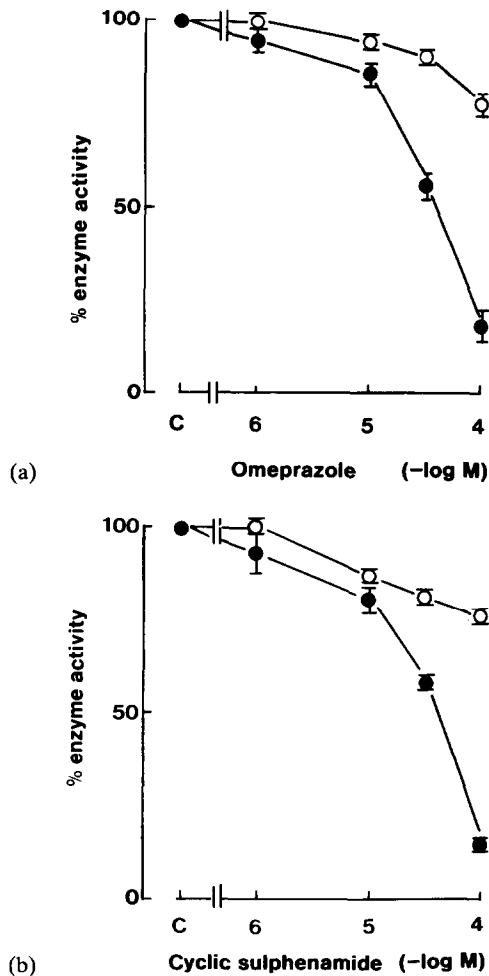 100
50
0
% enzyme activity
C 6 5 4
(a) Omeprazole (−log M)
100
50
0
% enzyme activity
C 6 5 4
(b) Cyclic sulphenamide (−log M)